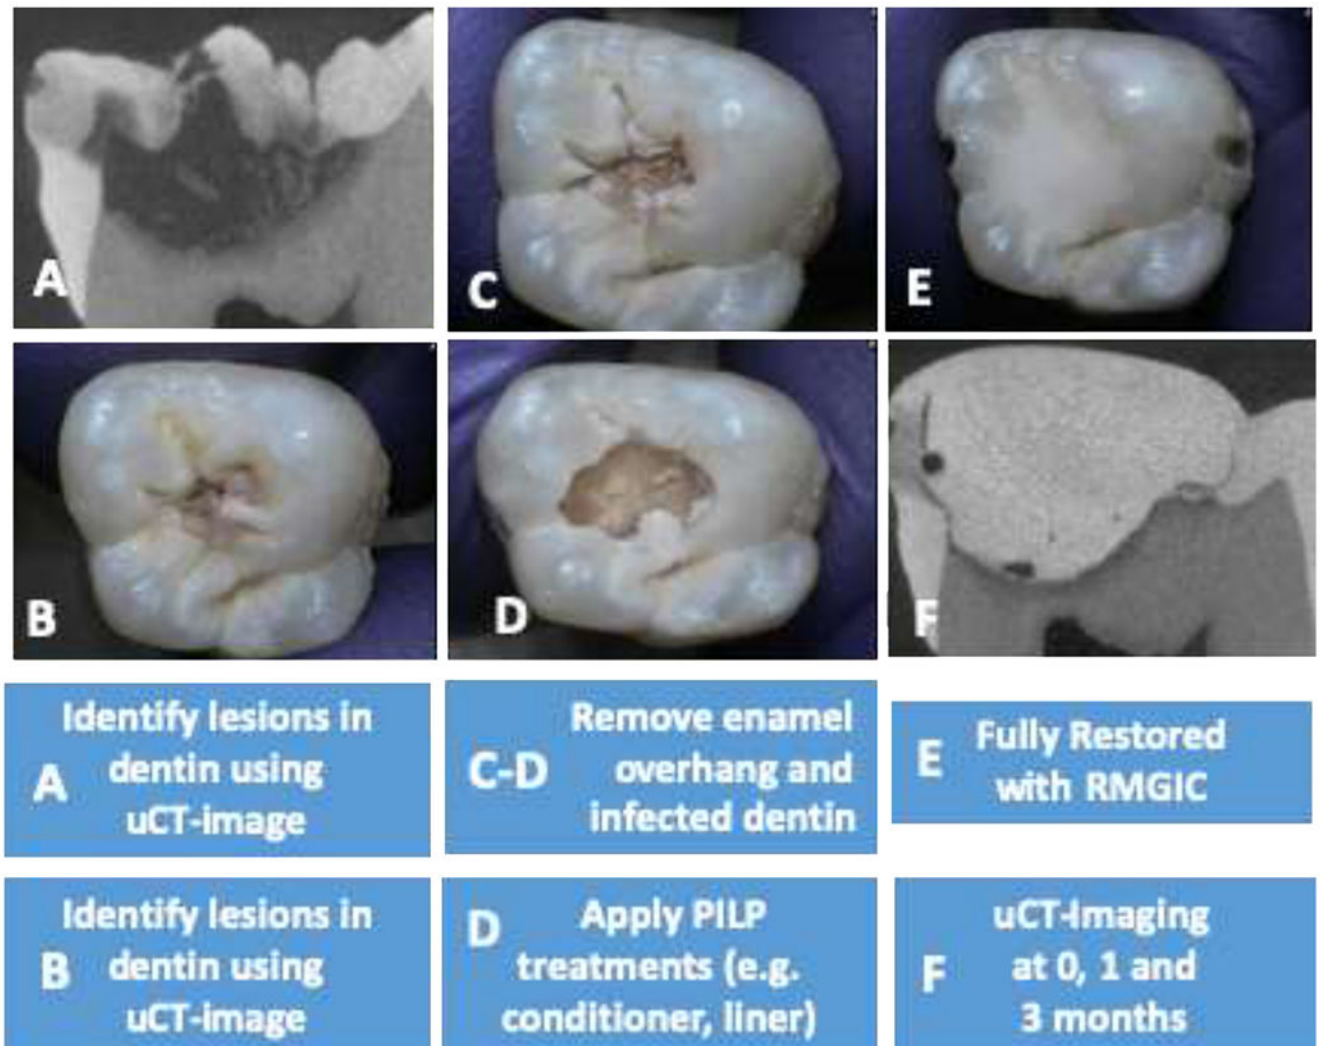 A
C
E
B
D
F
A
Identify lesions in
dentin using
uCT-image
C-D
Remove enamel
overhang and
infected dentin
E
Fully Restored
with RMGIC
B
Identify lesions in
dentin using
uCT-image
D
Apply PILP
treatments (e.g.
conditioner, liner)
F
uCT-Imaging
at 0, 1 and
3 months